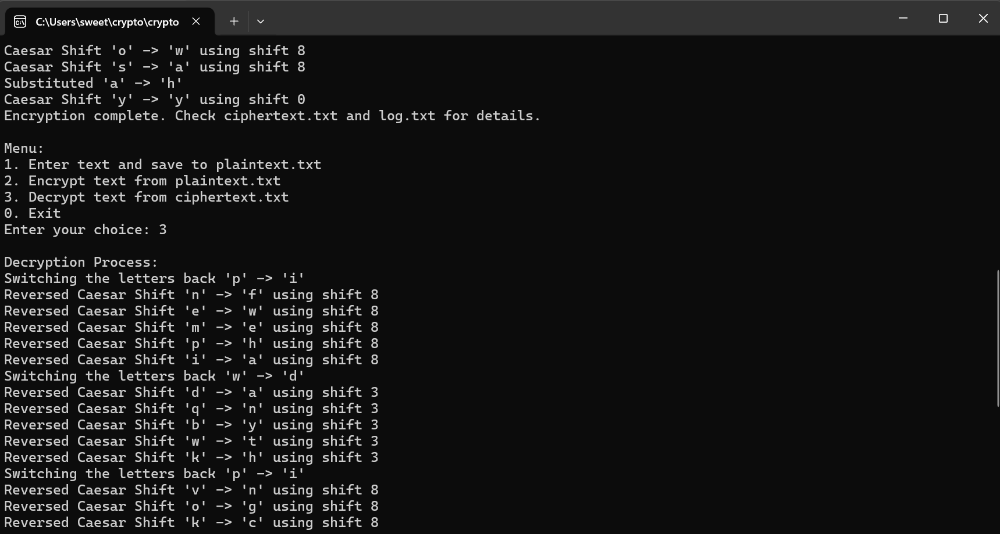 C:\Users\sweet\crypto\crypto
Caesar Shift 'o' -> 'w' using shift 8
Caesar Shift 's' -> 'a' using shift 8
Substituted 'a' -> 'h'
Caesar Shift 'y' -> 'y' using shift 0
Encryption complete. Check ciphertext.txt and log.txt for details.
Menu:
1. Enter text and save to plaintext.txt
2. Encrypt text from plaintext.txt
3. Decrypt text from ciphertext.txt
0. Exit
Enter your choice: 3
Decryption Process:
Switching the letters back 'p' -> 'i'
Reversed Caesar Shift 'n' -> 'f' using shift 8
Reversed Caesar Shift 'e' -> 'w' using shift 8
Reversed Caesar Shift 'm' -> 'e' using shift 8
Reversed Caesar Shift 'p' -> 'h' using shift 8
Reversed Caesar Shift 'i' -> 'a' using shift 8
Switching the letters back 'w' -> 'd'
Reversed Caesar Shift 'd' -> 'a' using shift 3
Reversed Caesar Shift 'q' -> 'n' using shift 3
Reversed Caesar Shift 'b' -> 'y' using shift 3
Reversed Caesar Shift 'w' -> 't' using shift 3
Reversed Caesar Shift 'k' -> 'h' using shift 3
Switching the letters back 'p' -> 'i'
Reversed Caesar Shift 'v' -> 'n' using shift 8
Reversed Caesar Shift 'o' -> 'g' using shift 8
Reversed Caesar Shift 'k' -> 'c' using shift 8